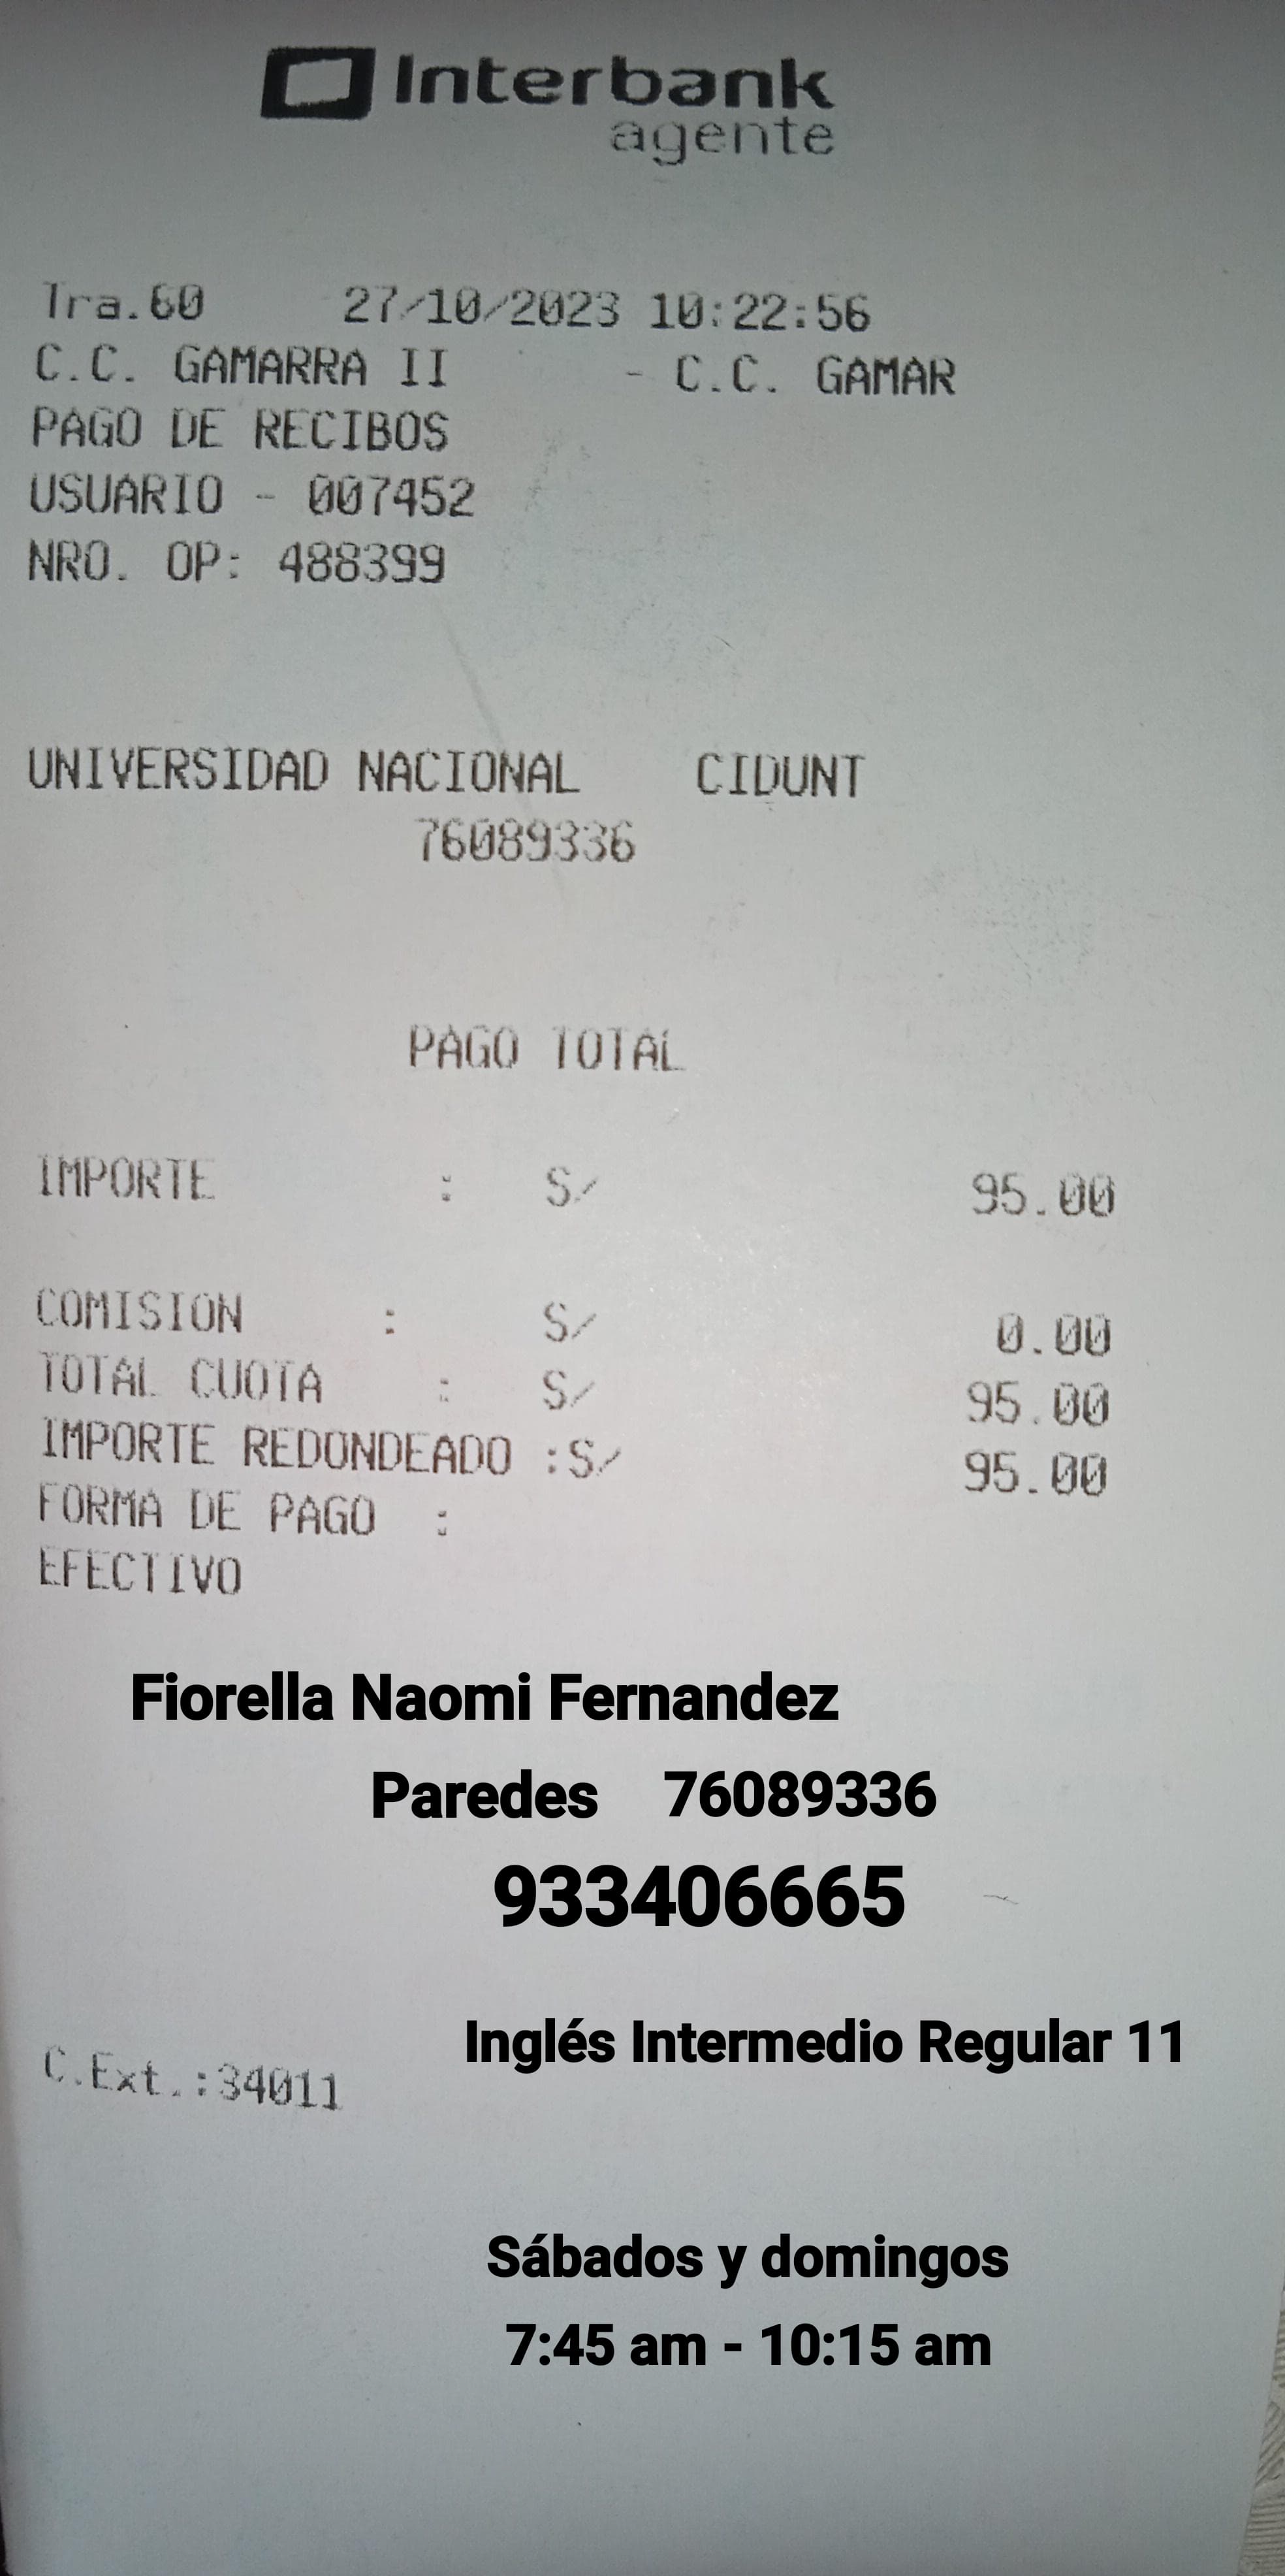 Interbank
agente
Tra.60 27/10/2023 10:22:56
C.C. GAMARRA II - C.C. GAMAR
PAGO DE RECIBOS
USUARIO - 007452
NRO. OP: 488399
UNIVERSIDAD NACIONAL CIDUNT
76089336
PAGO TOTAL
IMPORTE : S/ 95.00
COMISION : S/ 0.00
TOTAL CUOTA : S/ 95.00
IMPORTE REDONDEADO :S/ 95.00
FORMA DE PAGO :
EFECTIVO
Fiorella Naomi Fernandez
Paredes 76089336
933406665
Inglés Intermedio Regular 11
C.Ext.:34011
Sábados y domingos
7:45 am - 10:15 am